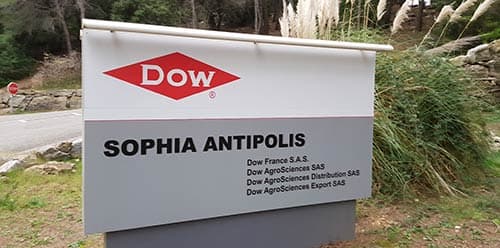 Dow®
SOPHIA ANTIPOLIS
Dow France S.A.S.
Dow AgroSciences SAS
Dow AgroSciences Distribution SAS
Dow AgroSciences Export SAS